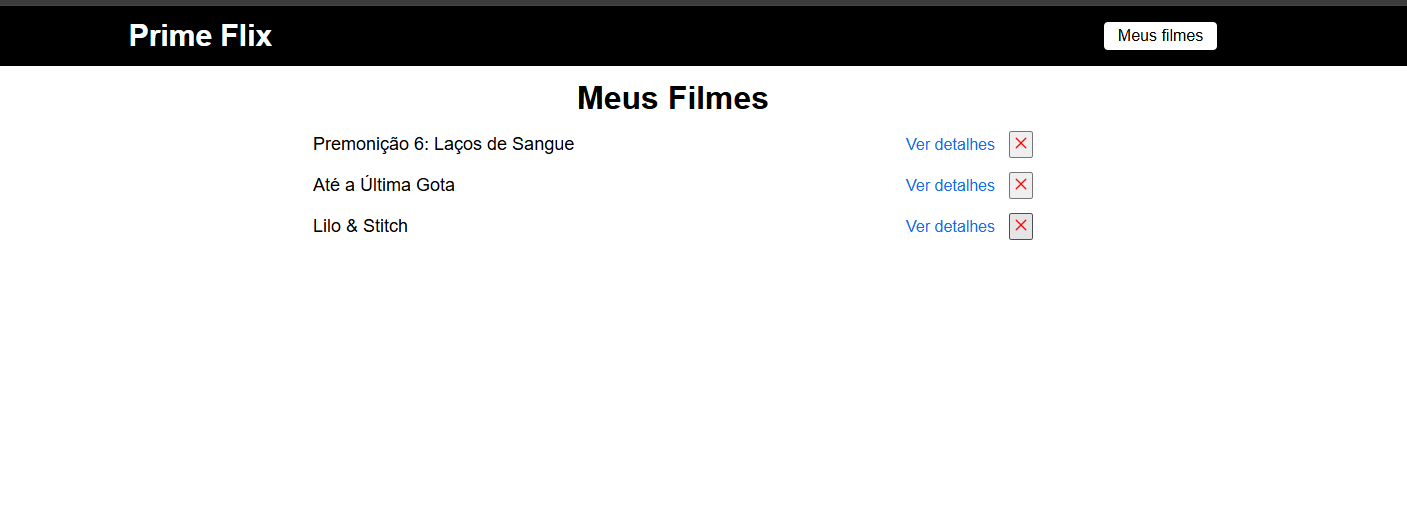 Prime Flix
Meus filmes
Meus Filmes
Premonição 6: Laços de Sangue
Ver detalhes
Até a Última Gota
Ver detalhes
Lilo & Stitch
Ver detalhes